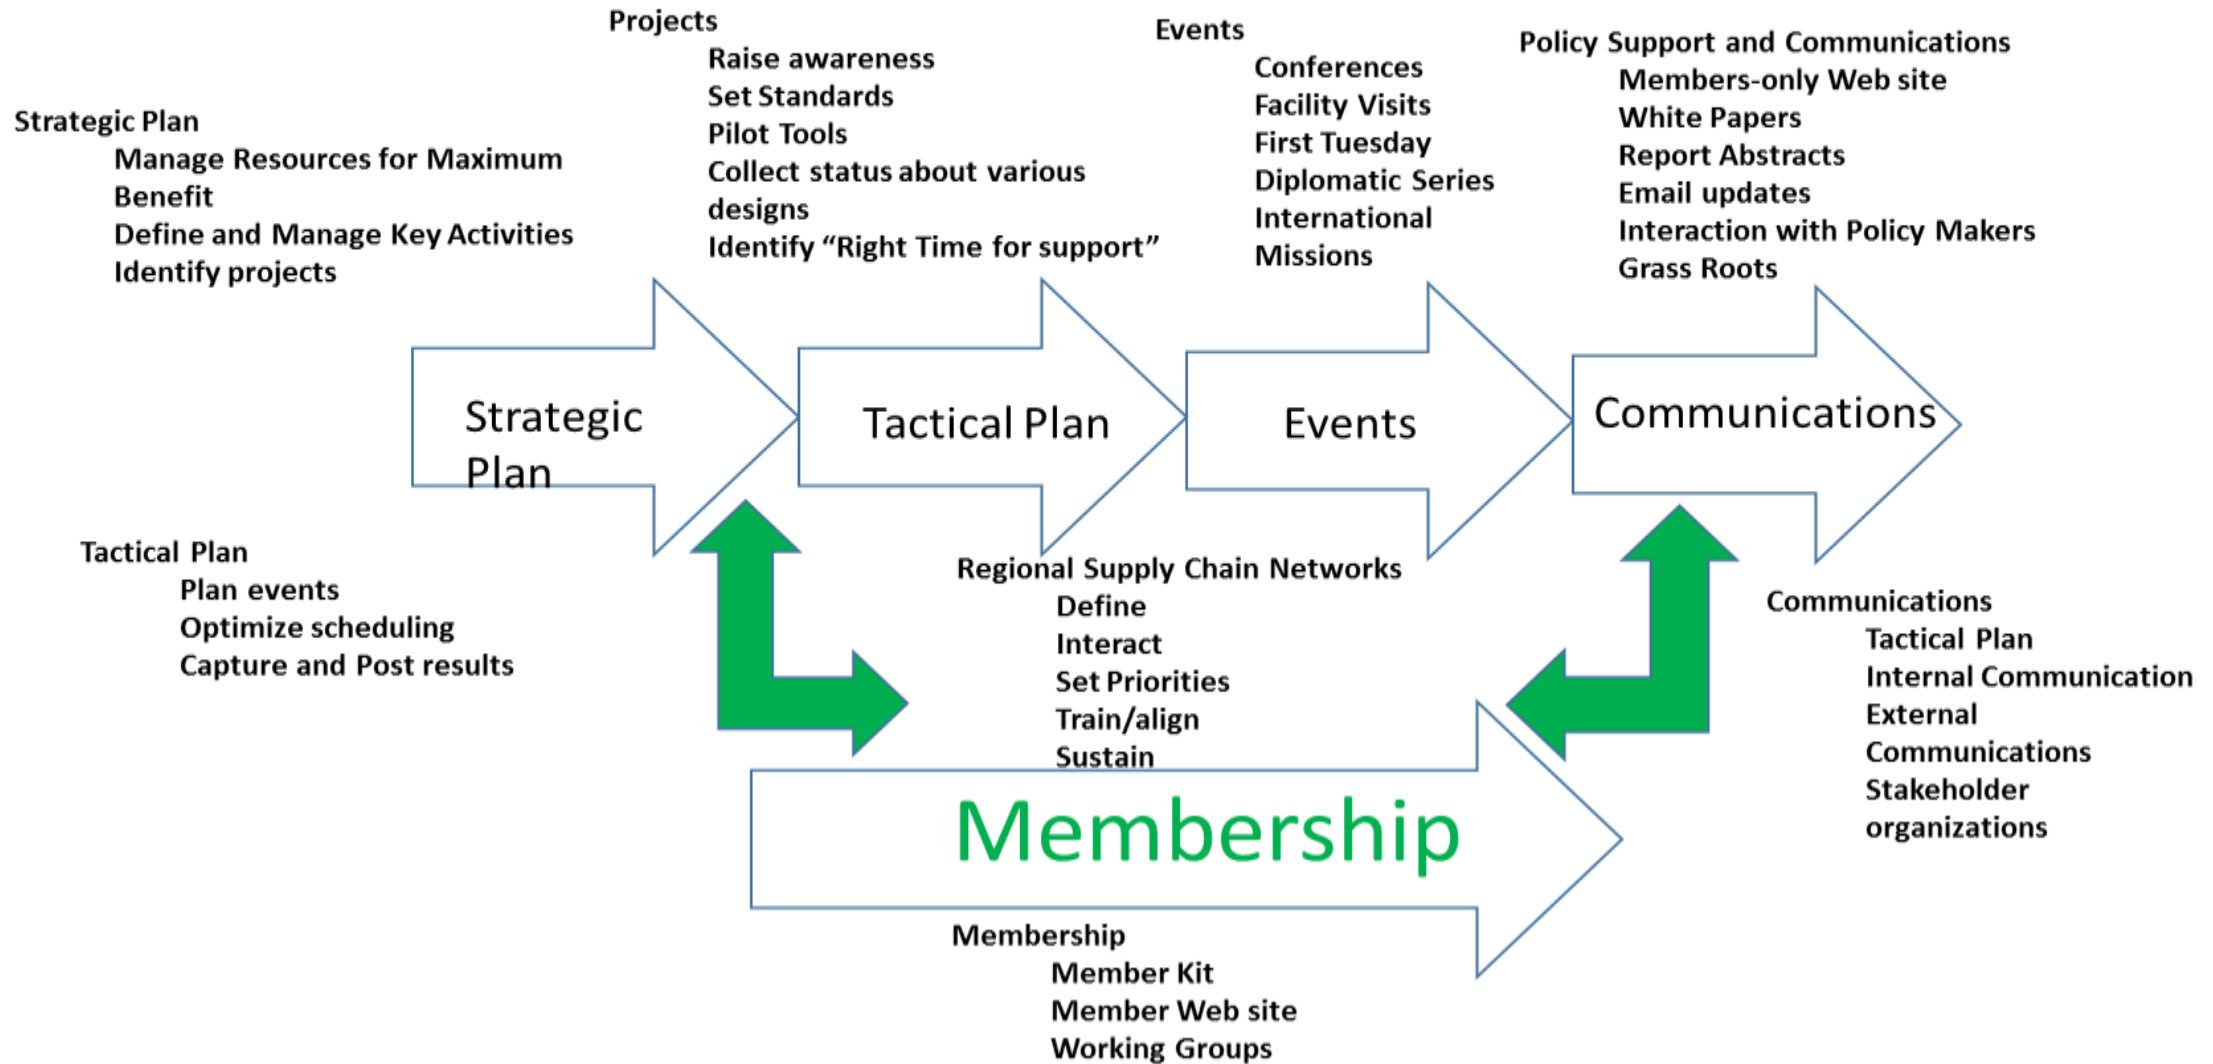 Projects
Raise awareness
Set Standards
Pilot Tools
Collect status about various
designs
Identify “Right Time for support”
Events
Conferences
Facility Visits
First Tuesday
Diplomatic Series
International
Missions
Policy Support and Communications
Members-only Web site
White Papers
Report Abstracts
Email updates
Interaction with Policy Makers
Grass Roots
Strategic Plan
Manage Resources for Maximum
Benefit
Define and Manage Key Activities
Identify projects
Strategic
Plan
Tactical Plan
Events
Communications
Tactical Plan
Plan events
Optimize scheduling
Capture and Post results
Regional Supply Chain Networks
Define
Interact
Set Priorities
Train/align
Sustain
Communications
Tactical Plan
Internal Communication
External
Communications
Stakeholder
organizations
Membership
Membership
Member Kit
Member Web site
Working Groups